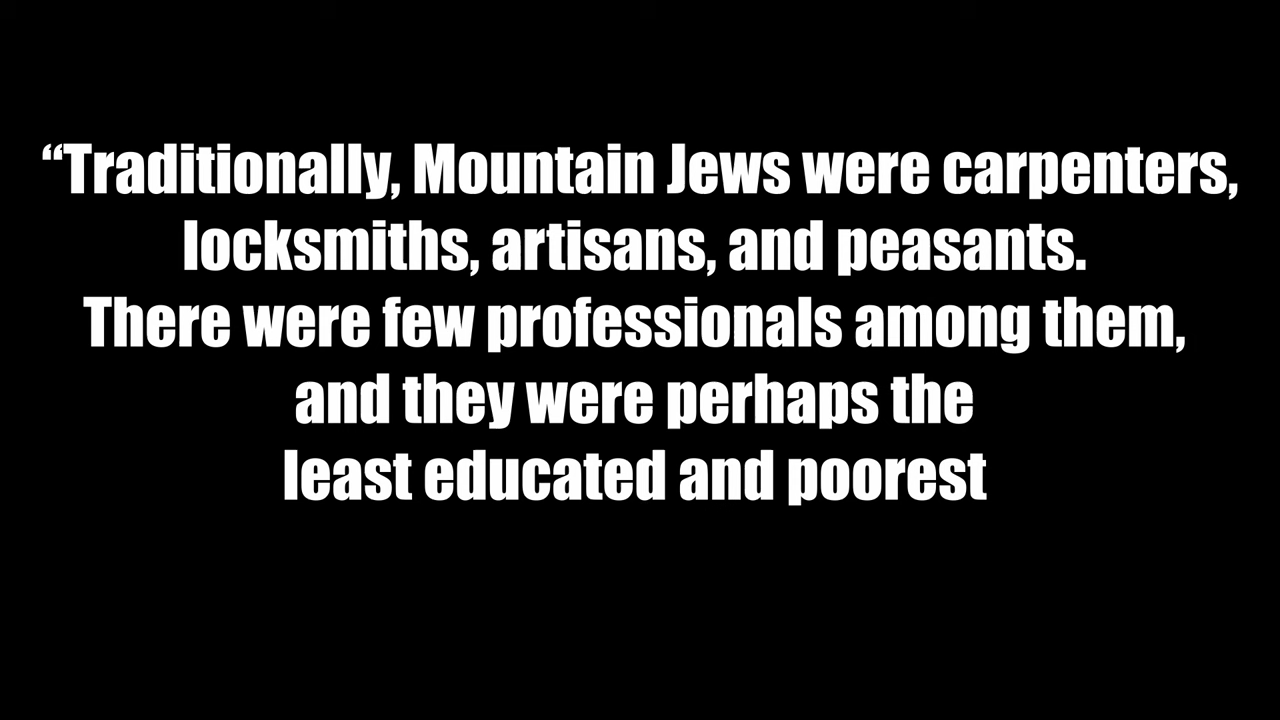 “Traditionally, Mountain Jews were carpenters,
locksmiths, artisans, and peasants.
There were few professionals among them,
and they were perhaps the
least educated and poorest